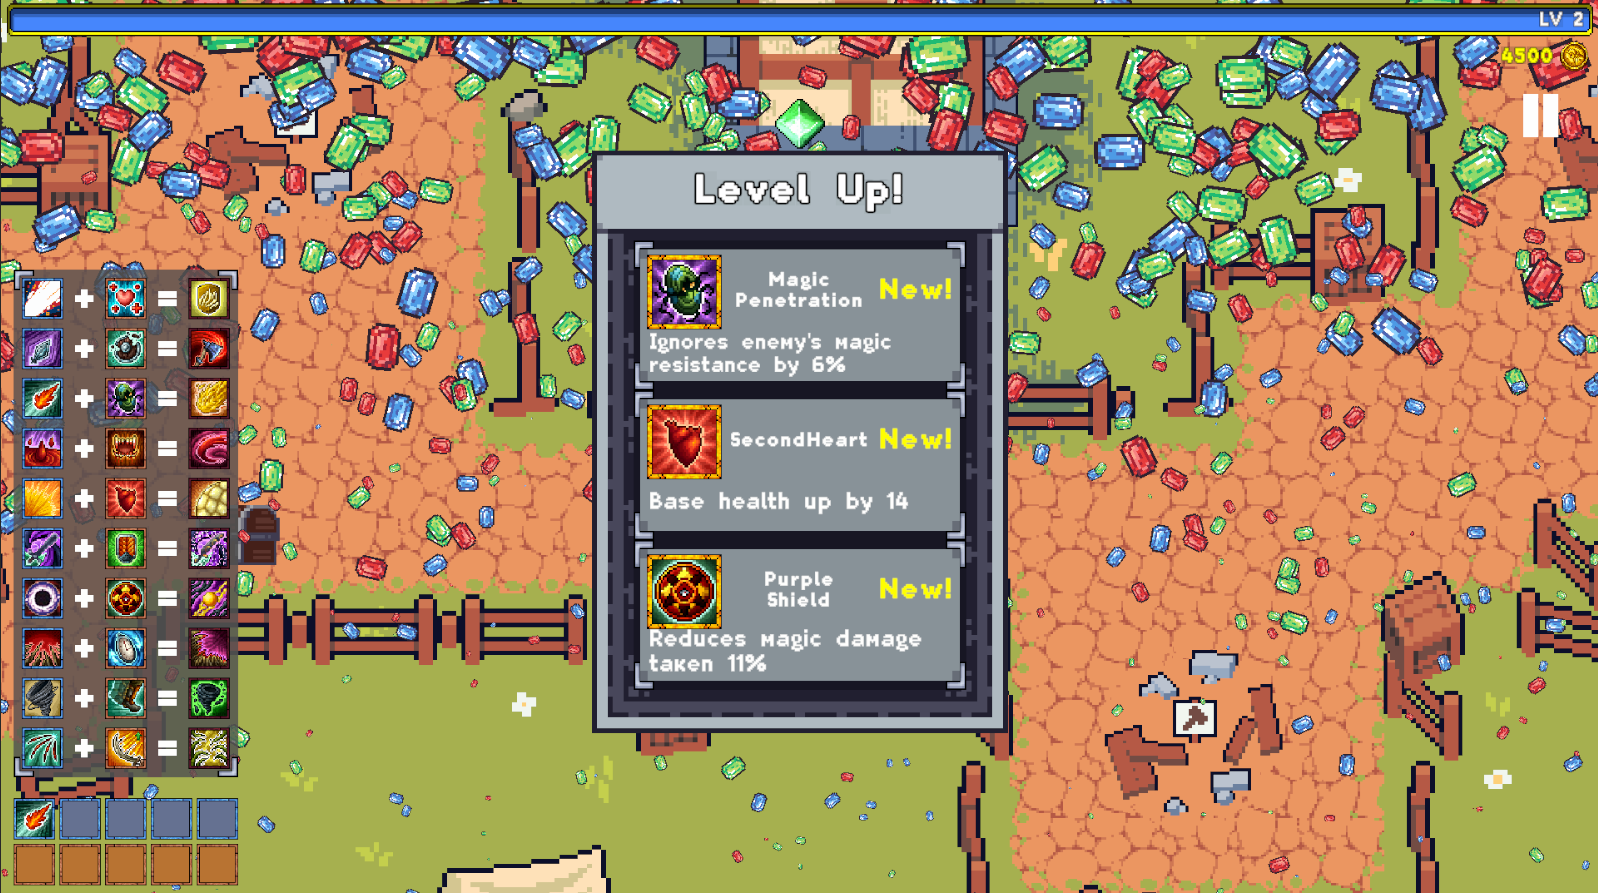 LV 2
4500
Level Up!
Magic
Penetration
New!
Ignores enemy's magic
resistance by 6%
SecondHeart
New!
Base health up by 14
Purple
Shield
New!
Reduces magic damage
taken 11%